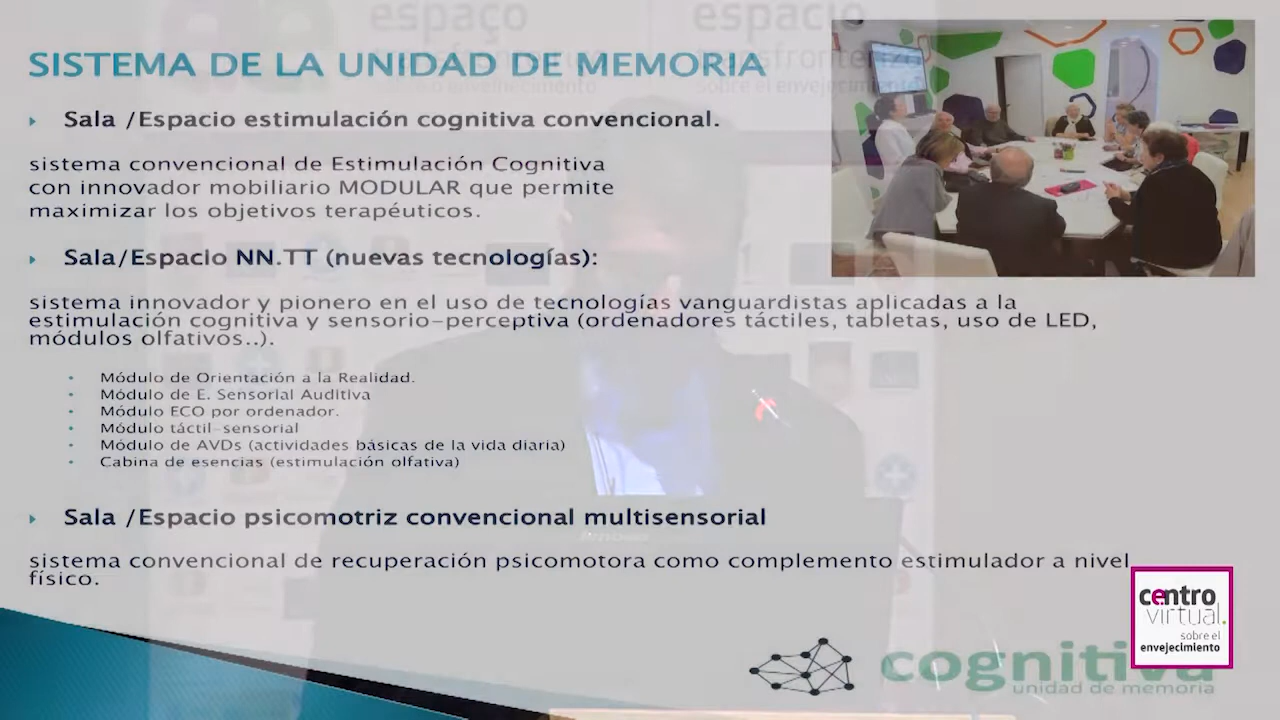 espaço
espacio
transfronterizo
sobre el envejecimiento
SISTEMA DE LA UNIDAD DE MEMORIA
Sala /Espacio estimulación cognitiva convencional.
sistema convencional de Estimulación Cognitiva
con innovador mobiliario MODULAR que permite
maximizar los objetivos terapéuticos.
Sala/Espacio NN.TT (nuevas tecnologías):
sistema innovador y pionero en el uso de tecnologías vanguardistas aplicadas a la
estimulación cognitiva y sensorio-perceptiva (ordenadores táctiles, tabletas, uso de LED,
módulos olfativos..).
• Módulo de Orientación a la Realidad.
• Módulo de E. Sensorial Auditiva
• Módulo ECO por ordenador.
• Módulo táctil-sensorial
• Módulo de AVDs (actividades básicas de la vida diaria)
• Cabina de esencias (estimulación olfativa)
Sala /Espacio psicomotriz convencional multisensorial
sistema convencional de recuperación psicomotora como complemento estimulador a nivel
físico.
centro
virtual.
sobre el
envejecimiento
cognitiva
unidad de memoria